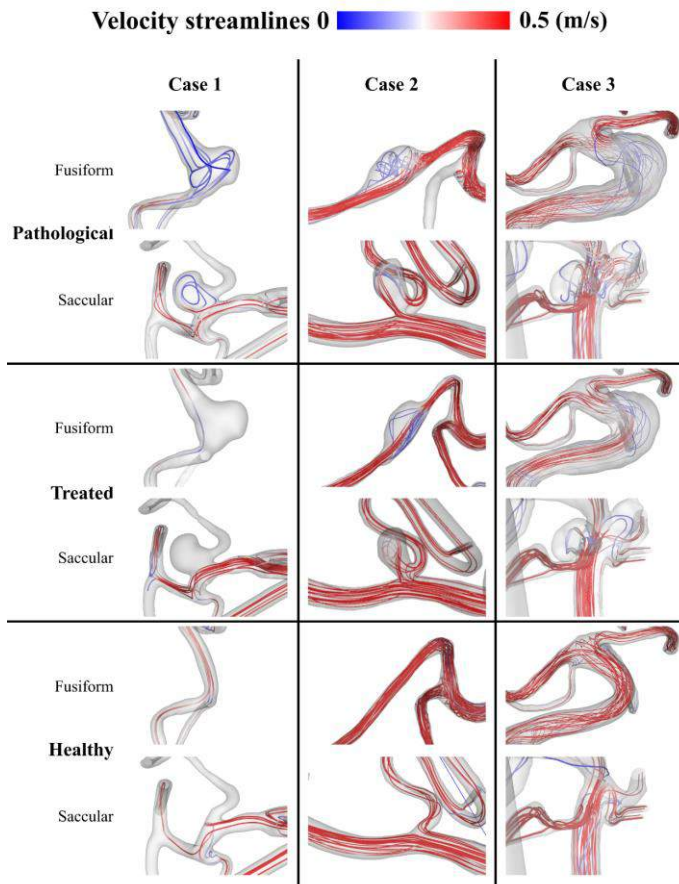 Velocity streamlines 0 0.5 (m/s)
Case 1 Case 2 Case 3
Fusiform
Pathological
Saccular
Fusiform
Treated
Saccular
Fusiform
Healthy
Saccular